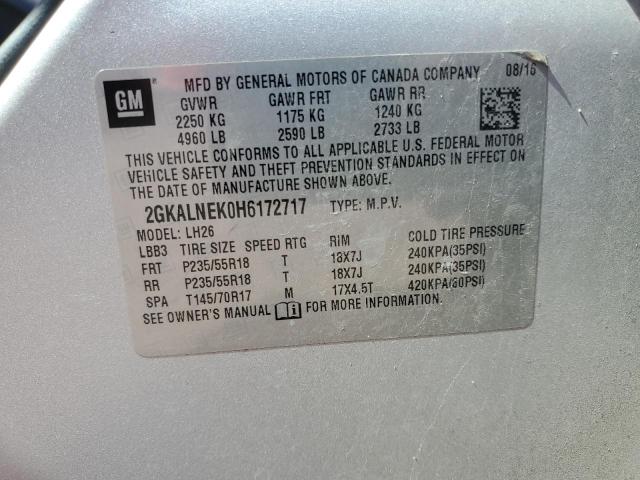 GM
MFD BY GENERAL MOTORS OF CANADA COMPANY 08/16
GVWR GAWR FRT GAWR RR
2250 KG 1175 KG 1240 KG
4960 LB 2590 LB 2733 LB
THIS VEHICLE CONFORMS TO ALL APPLICABLE U.S. FEDERAL MOTOR
VEHICLE SAFETY AND THEFT PREVENTION STANDARDS IN EFFECT ON
THE DATE OF MANUFACTURE SHOWN ABOVE.
2GKALNEK0H6172717 TYPE: M.P.V.
MODEL: LH26
LBB3 TIRE SIZE SPEED RTG RIM COLD TIRE PRESSURE
FRT P235/55R18 T 18X7J 240KPA(35PSI)
RR P235/55R18 T 18X7J 240KPA(35PSI)
SPA T145/70R17 M 17X4.5T 420KPA(60PSI)
SEE OWNER'S MANUAL FOR MORE INFORMATION.